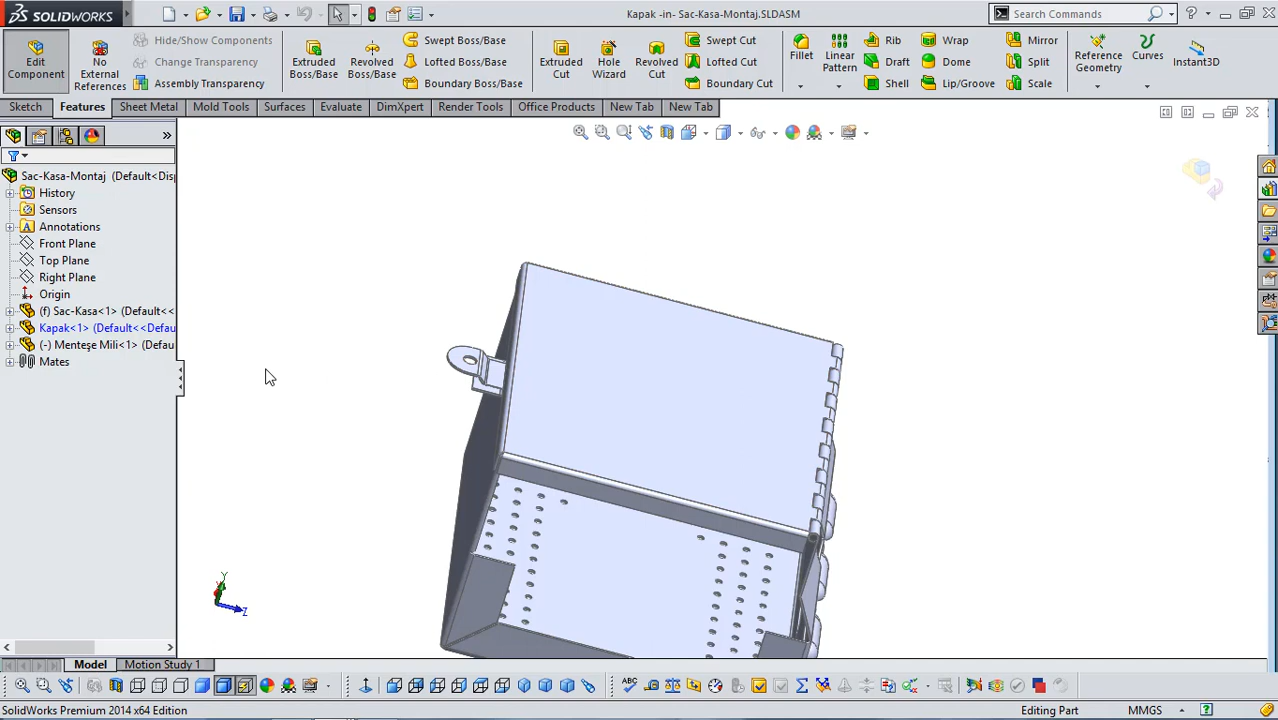 SOLIDWORKS
Kapak -in- Sac-Kasa-Montaj.SLDASM
Search Commands
Edit Component
No External References
Hide/Show Components
Change Transparency
Assembly Transparency
Extruded Boss/Base
Revolved Boss/Base
Swept Boss/Base
Lofted Boss/Base
Boundary Boss/Base
Extruded Cut
Hole Wizard
Revolved Cut
Swept Cut
Lofted Cut
Boundary Cut
Fillet
Linear Pattern
Rib
Draft
Shell
Wrap
Dome
Lip/Groove
Mirror
Split
Scale
Reference Geometry
Curves
Instant3D
Sketch Features Sheet Metal Mold Tools Surfaces Evaluate DimXpert Render Tools Office Products New Tab New Tab
Sac-Kasa-Montaj (Default<Disp
History
Sensors
Annotations
Front Plane
Top Plane
Right Plane
Origin
(f) Sac-Kasa<1> (Default<<
Kapak<1> (Default<<Defau
(-) Menteşe Mili<1> (Defau
Mates
Y
Z
Model Motion Study 1
SolidWorks Premium 2014 x64 Edition
Editing Part
MMGS